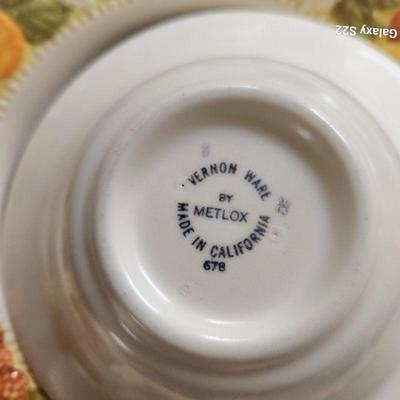 VERNON WARE
BY
METLOX
MADE IN CALIFORNIA
678
Galaxy S22